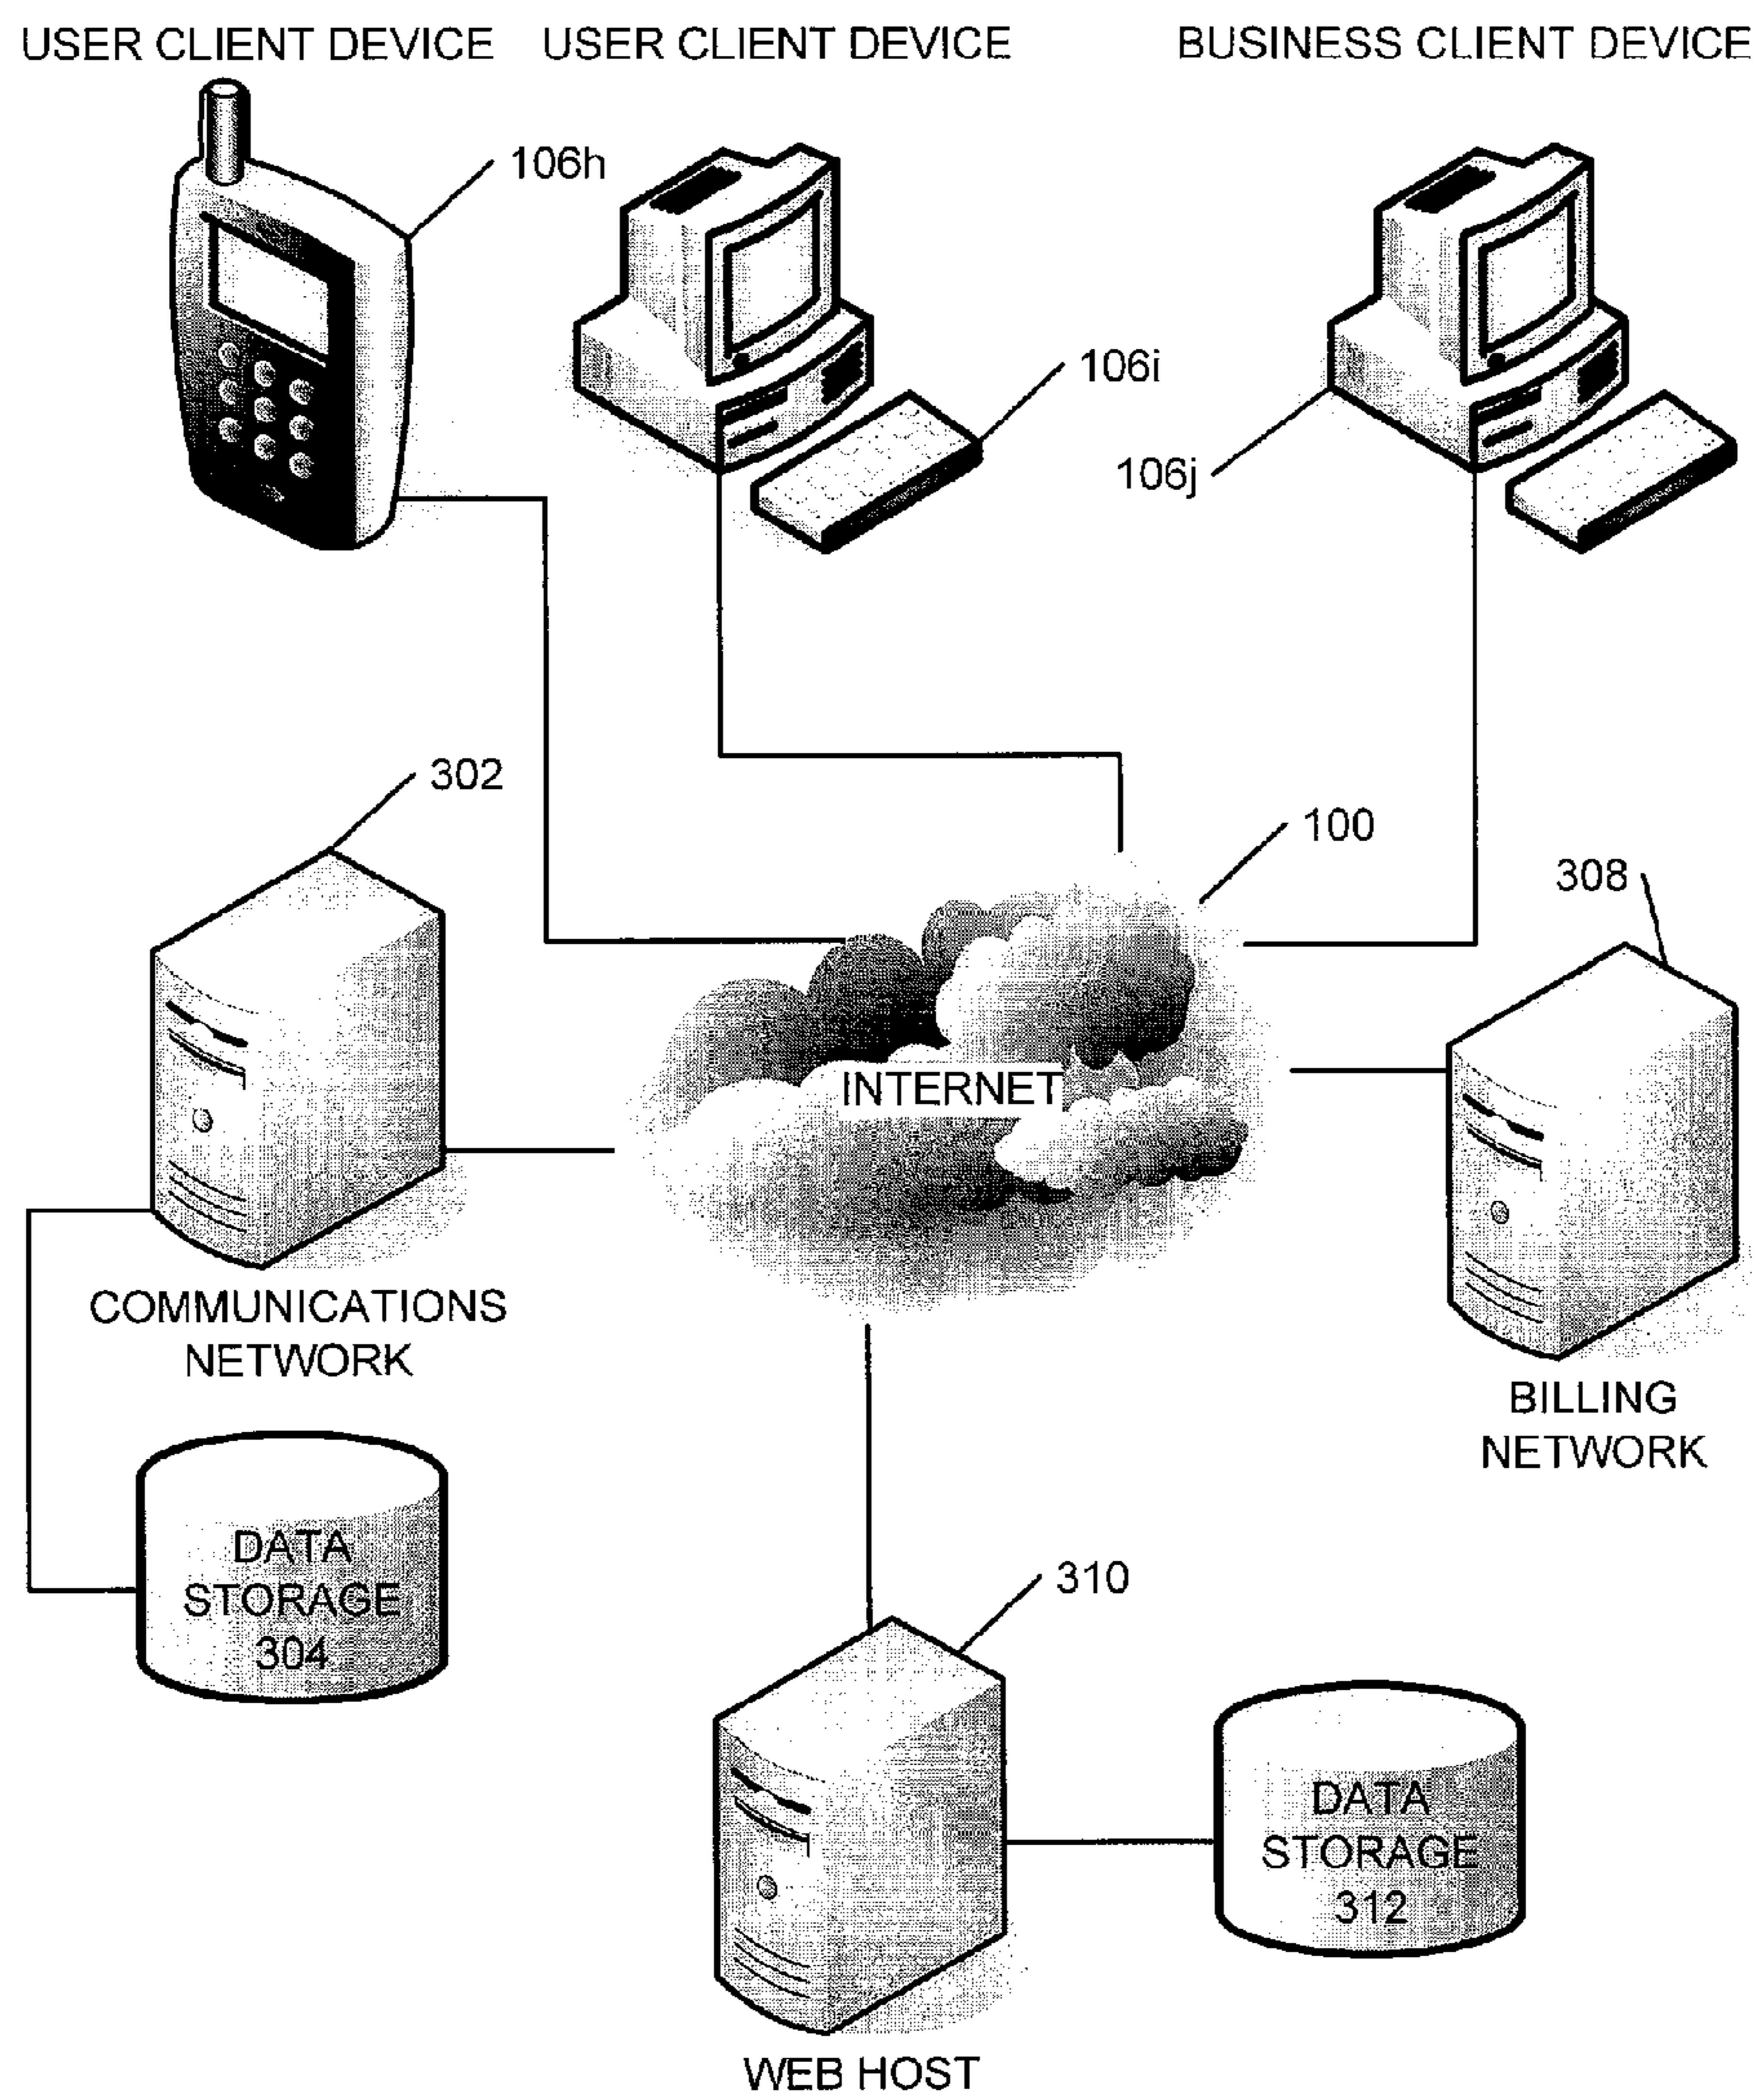 USER CLIENT DEVICE
USER CLIENT DEVICE
BUSINESS CLIENT DEVICE
106h
106i
106j
302
100
308
INTERNET
COMMUNICATIONS
NETWORK
BILLING
NETWORK
DATA
STORAGE
304
310
DATA
STORAGE
312
WEB HOST